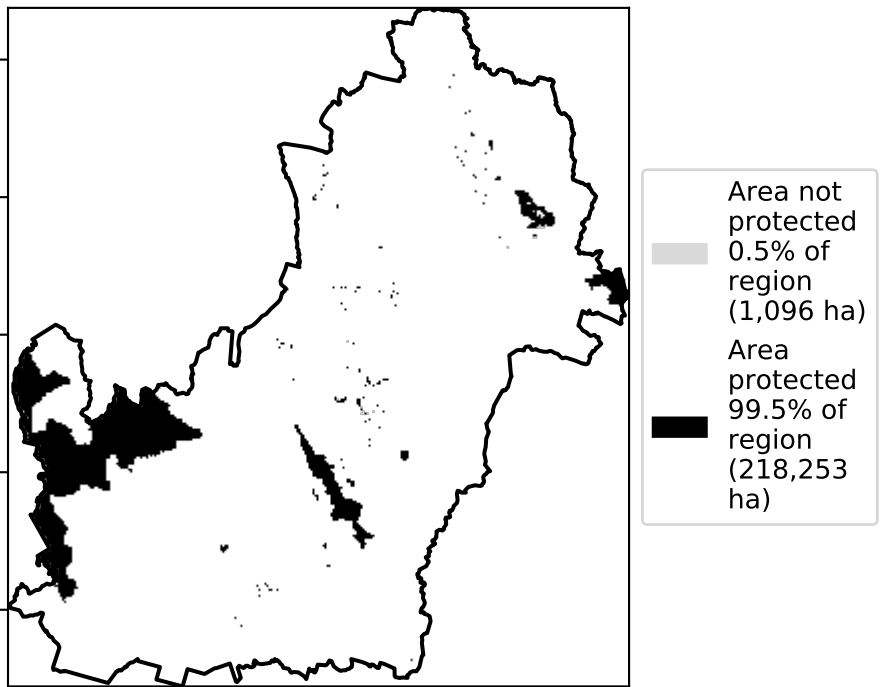 Area not
protected
0.5% of
region
(1,096 ha)
Area
protected
99.5% of
region
(218,253
ha)